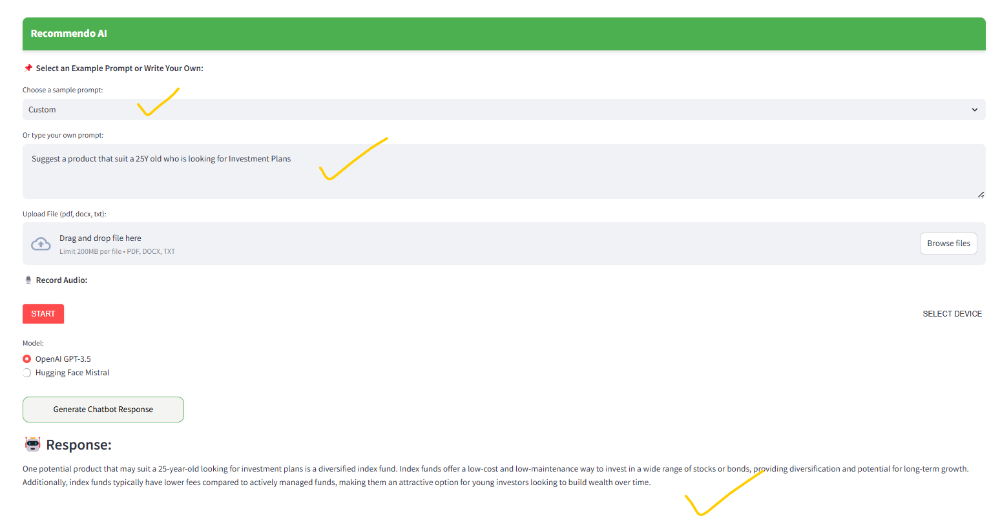 Recommendo AI
📌 Select an Example Prompt or Write Your Own:
Choose a sample prompt:
Custom
Or type your own prompt:
Suggest a product that suit a 25Y old who is looking for Investment Plans
Upload File (pdf, docx, txt):
Drag and drop file here
Limit 200MB per file • PDF, DOCX, TXT
Browse files
🎙️ Record Audio:
START
SELECT DEVICE
Model:
OpenAI GPT-3.5
Hugging Face Mistral
Generate Chatbot Response
🤖 Response:
One potential product that may suit a 25-year-old looking for investment plans is a diversified index fund. Index funds offer a low-cost and low-maintenance way to invest in a wide range of stocks or bonds, providing diversification and potential for long-term growth.
Additionally, index funds typically have lower fees compared to actively managed funds, making them an attractive option for young investors looking to build wealth over time.